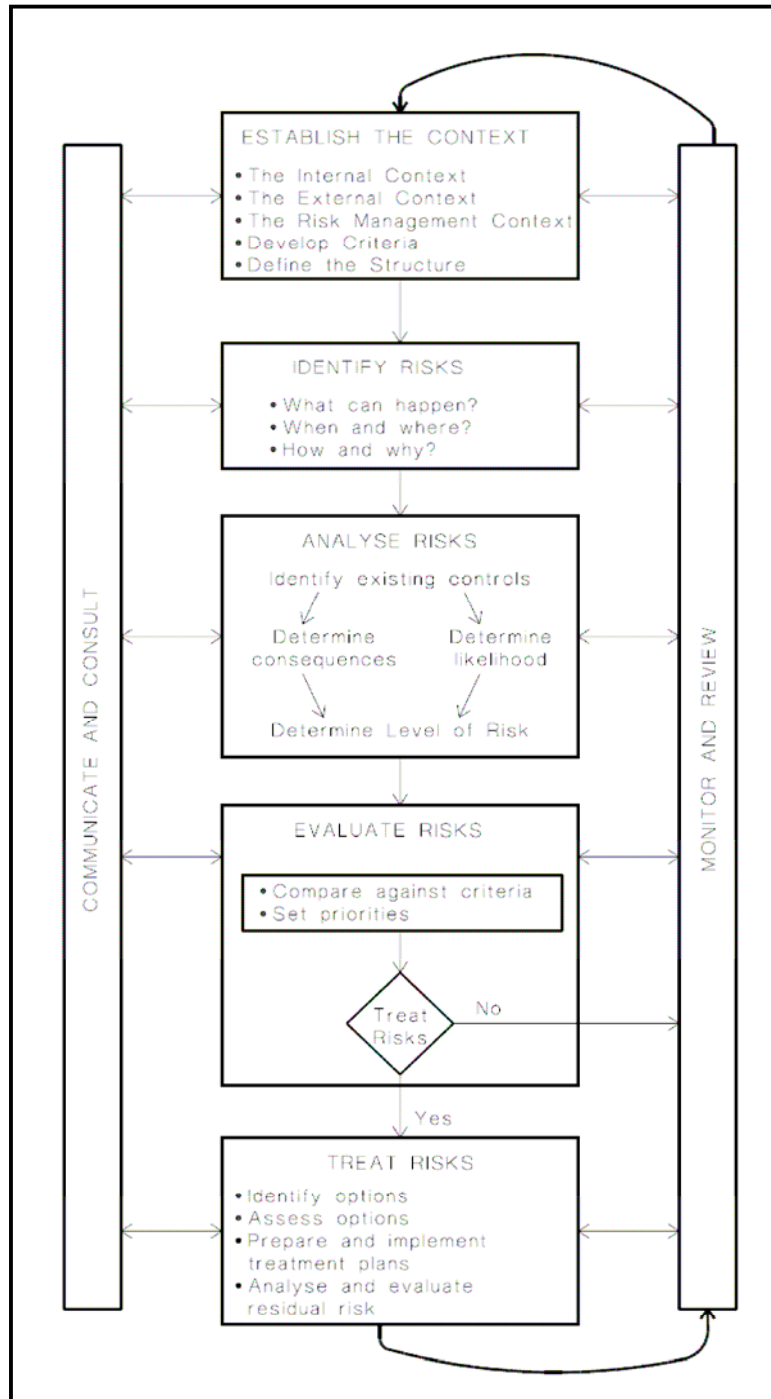 ESTABLISH THE CONTEXT
• The Internal Context
• The External Context
• The Risk Management Context
• Develop Criteria
• Define the Structure
IDENTIFY RISKS
• What can happen?
• When and where?
• How and why?
ANALYSE RISKS
Identify existing controls
Determine consequences
Determine likelihood
Determine Level of Risk
EVALUATE RISKS
• Compare against criteria
• Set priorities
Treat
Risks
No
Yes
TREAT RISKS
• Identify options
• Assess options
• Prepare and implement
treatment plans
• Analyse and evaluate
residual risk
COMMUNICATE AND CONSULT
MONITOR AND REVIEW